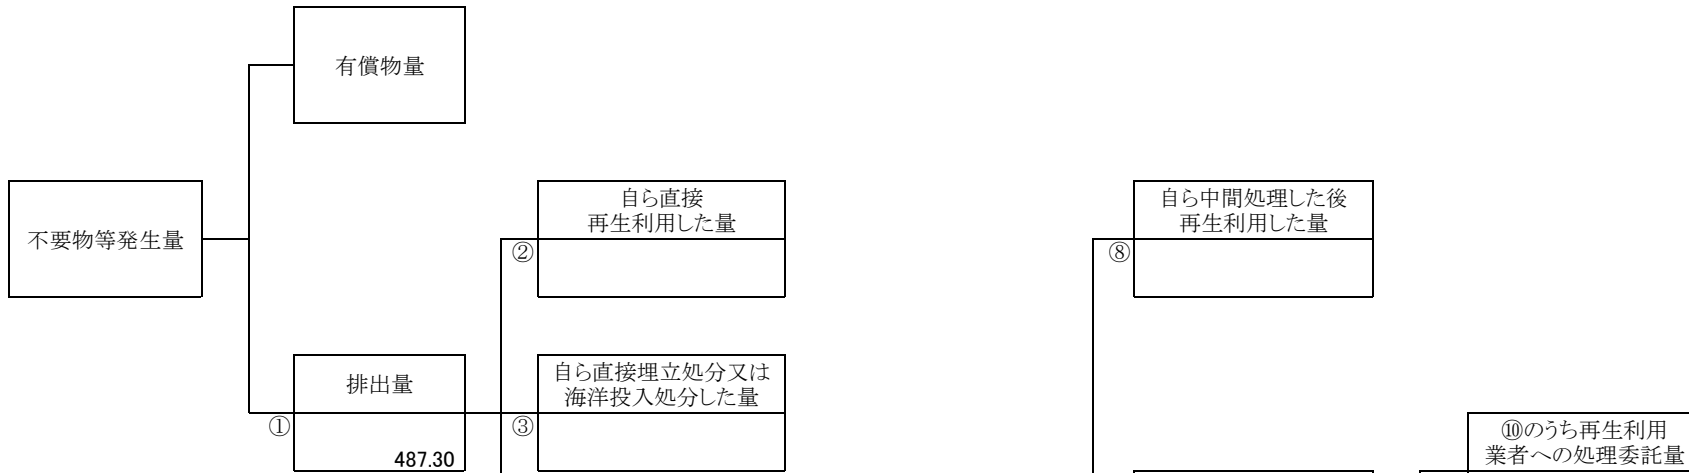 有償物量
不要物等発生量
自ら直接
再生利用した量
②
自ら中間処理した後
再生利用した量
⑧
排出量
①
487.30
自ら直接埋立処分又は
海洋投入処分した量
③
⑩のうち再生利用
業者への処理委託量